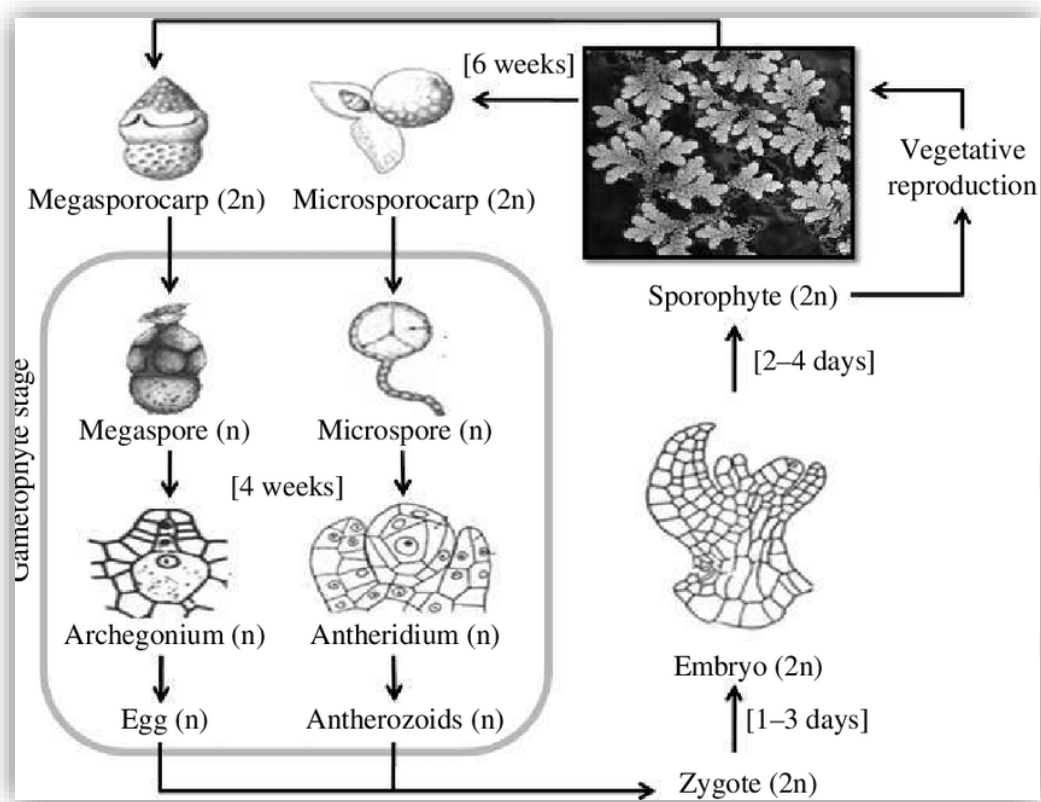 [6 weeks]
Vegetative
reproduction
Megasporocarp (2n)
Microsporocarp (2n)
Sporophyte (2n)
[2–4 days]
Gametophyte stage
Megaspore (n)
Microspore (n)
[4 weeks]
Archegonium (n)
Antheridium (n)
Embryo (2n)
Egg (n)
Antherozoids (n)
[1–3 days]
Zygote (2n)